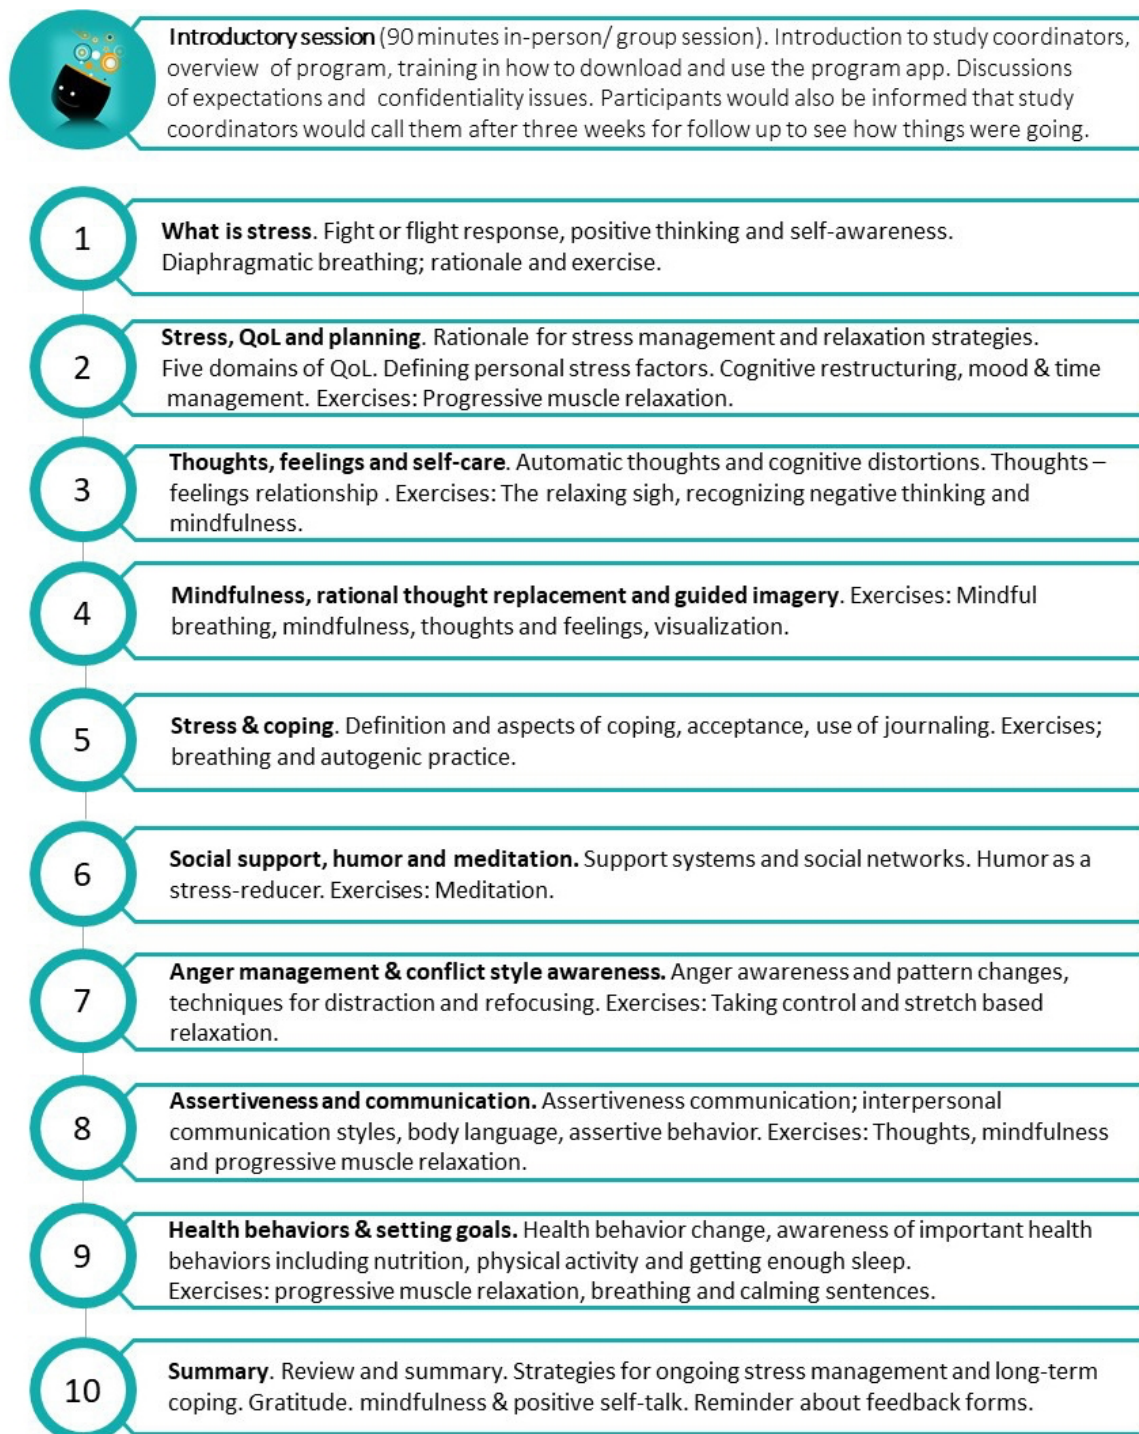 Introductory session (90 minutes in-person/ group session). Introduction to study coordinators,
overview of program, training in how to download and use the program app. Discussions
of expectations and confidentiality issues. Participants would also be informed that study
coordinators would call them after three weeks for follow up to see how things were going.
1
What is stress. Fight or flight response, positive thinking and self-awareness.
Diaphragmatic breathing; rationale and exercise.
2
Stress, QoL and planning. Rationale for stress management and relaxation strategies.
Five domains of QoL. Defining personal stress factors. Cognitive restructuring, mood & time
management. Exercises: Progressive muscle relaxation.
3
Thoughts, feelings and self-care. Automatic thoughts and cognitive distortions. Thoughts –
feelings relationship . Exercises: The relaxing sigh, recognizing negative thinking and
mindfulness.
4
Mindfulness, rational thought replacement and guided imagery. Exercises: Mindful
breathing, mindfulness, thoughts and feelings, visualization.
5
Stress & coping. Definition and aspects of coping, acceptance, use of journaling. Exercises;
breathing and autogenic practice.
6
Social support, humor and meditation. Support systems and social networks. Humor as a
stress-reducer. Exercises: Meditation.
7
Anger management & conflict style awareness. Anger awareness and pattern changes,
techniques for distraction and refocusing. Exercises: Taking control and stretch based
relaxation.
8
Assertiveness and communication. Assertiveness communication; interpersonal
communication styles, body language, assertive behavior. Exercises: Thoughts, mindfulness
and progressive muscle relaxation.
9
Health behaviors & setting goals. Health behavior change, awareness of important health
behaviors including nutrition, physical activity and getting enough sleep.
Exercises: progressive muscle relaxation, breathing and calming sentences.
10
Summary. Review and summary. Strategies for ongoing stress management and long-term
coping. Gratitude. mindfulness & positive self-talk. Reminder about feedback forms.